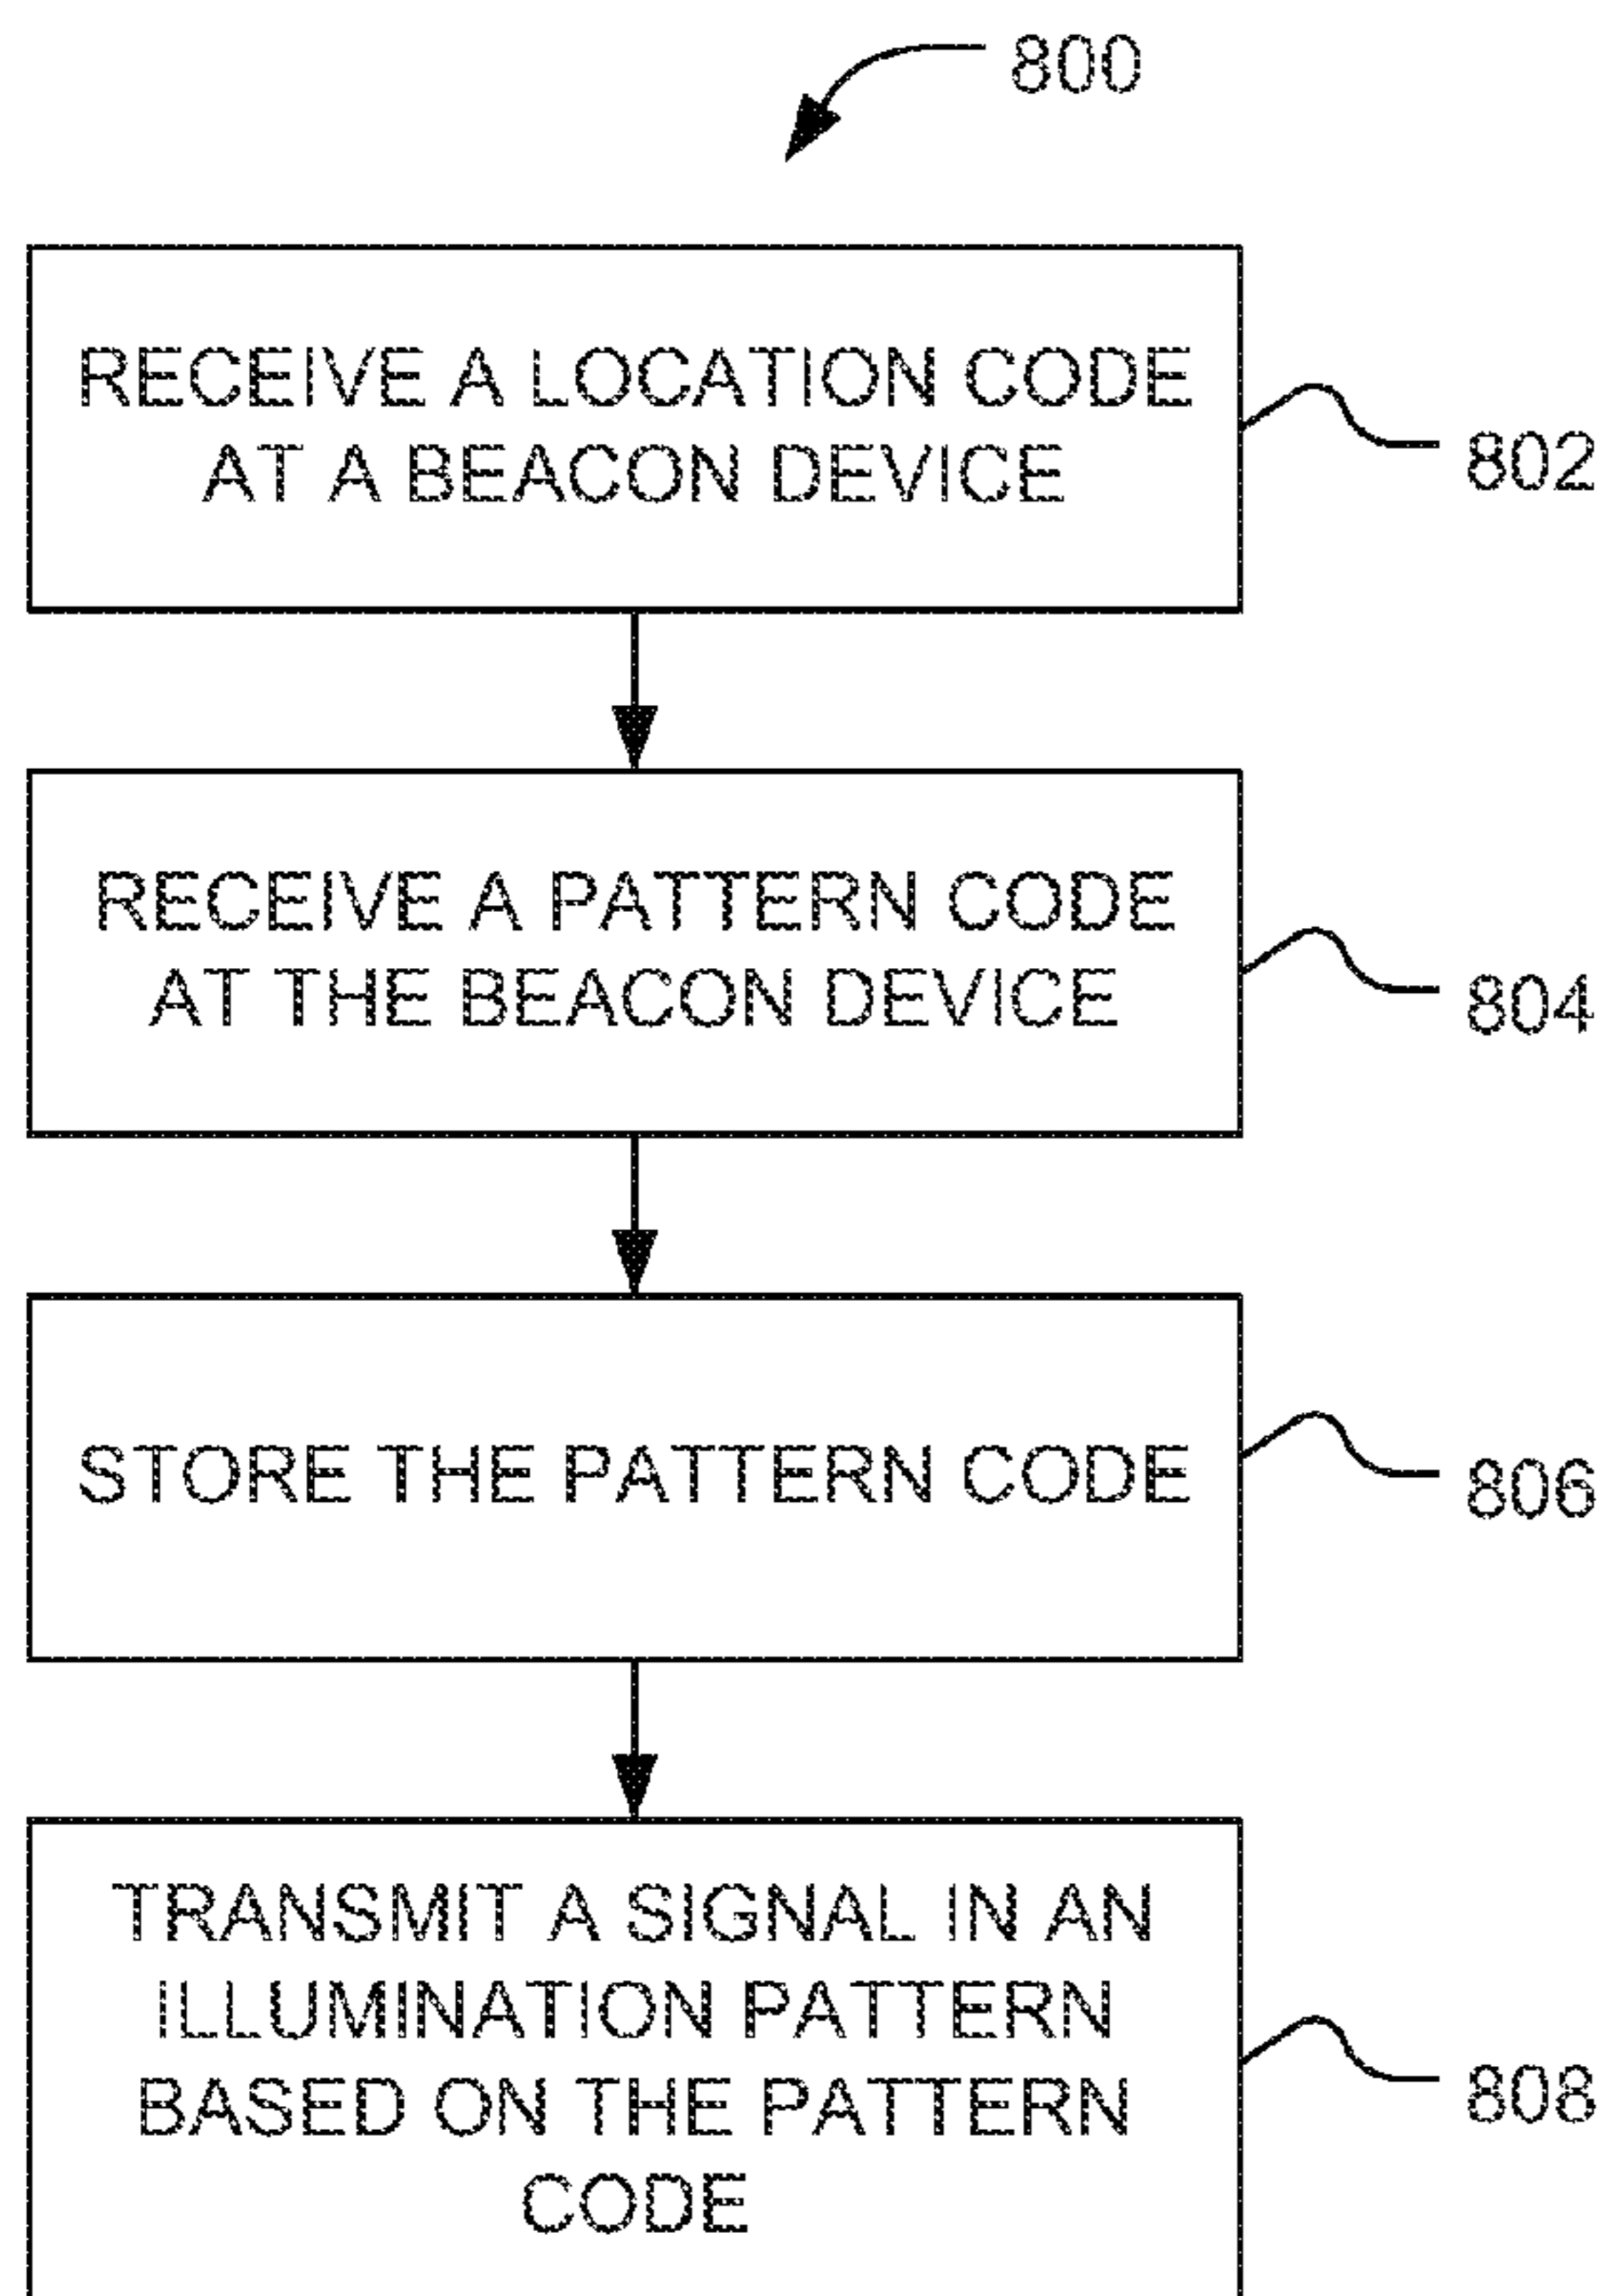 800
RECEIVE A LOCATION CODE
AT A BEACON DEVICE
802
RECEIVE A PATTERN CODE
AT THE BEACON DEVICE
804
STORE THE PATTERN CODE
806
TRANSMIT A SIGNAL IN AN
ILLUMINATION PATTERN
BASED ON THE PATTERN
CODE
808